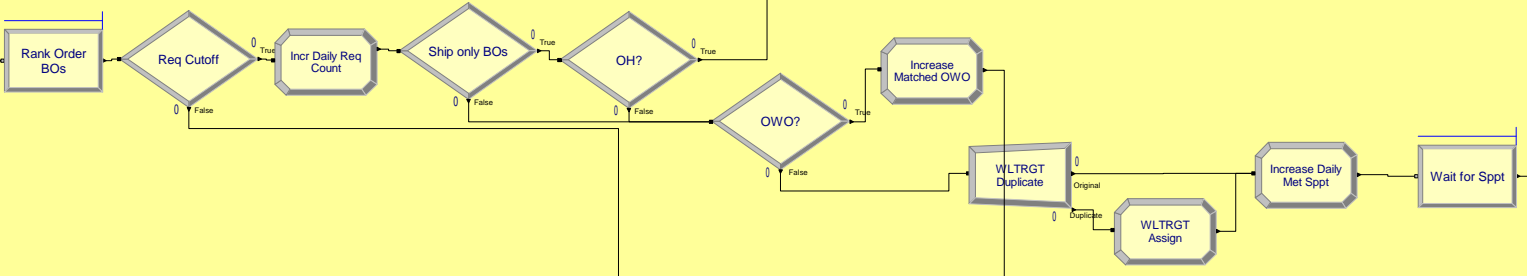 Rank Order
BOs
0
Req Cutoff
True
0
False
Incr Daily Req
Count
0
Ship only BOs
True
0
False
0
OH?
True
0
False
0
OWO?
True
0
False
Increase
Matched OWO
0
WLTRGT
Duplicate
Original
0
Duplicate
WLTRGT
Assign
Increase Daily
Met Sppt
Wait for Sppt